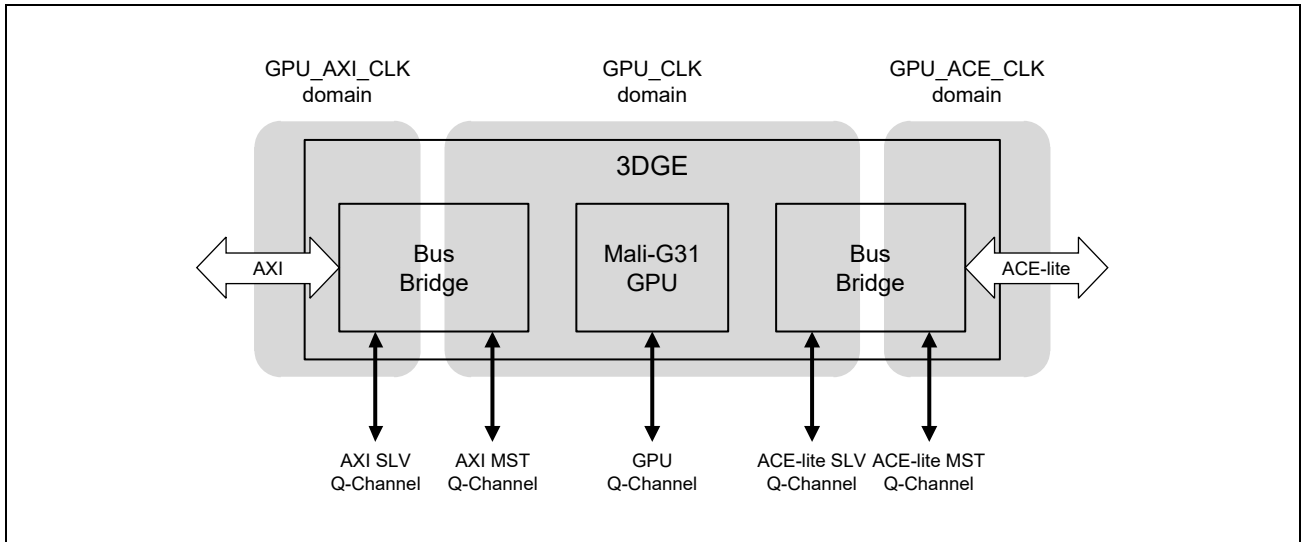 GPU_AXI_CLK
domain
GPU_CLK
domain
GPU_ACE_CLK
domain
3DGE
Bus
Bridge
Mali-G31
GPU
Bus
Bridge
AXI
ACE-lite
AXI SLV
Q-Channel
AXI MST
Q-Channel
GPU
Q-Channel
ACE-lite SLV
Q-Channel
ACE-lite MST
Q-Channel